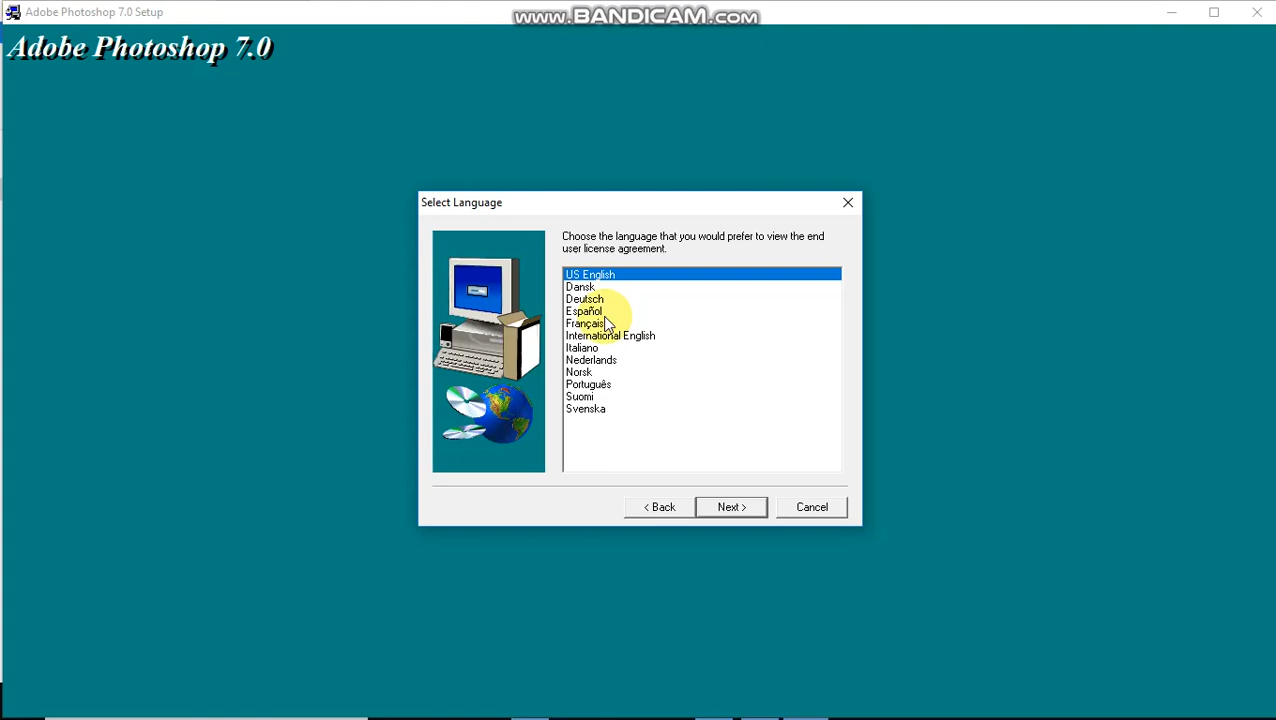 Adobe Photoshop 7.0 Setup
www.BANDICAM.com
Adobe Photoshop 7.0
Select Language
Choose the language that you would prefer to view the end
user license agreement.
US English
Dansk
Deutsch
Español
Français
International English
Italiano
Nederlands
Norsk
Português
Suomi
Svenska
< Back
Next >
Cancel